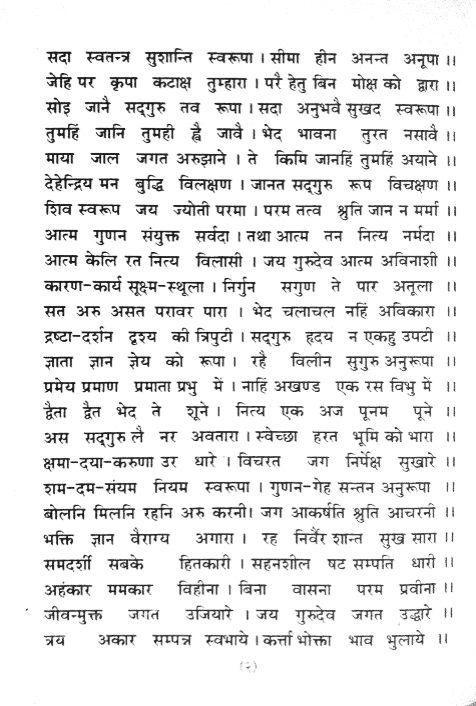 सदा स्वतन्त्र सुशान्ति स्वरूपा । सीमा हीन अनन्त अनूपा ।।
जेहि पर कृपा कटाक्ष तुम्हारा । परै हेतु बिन मोक्ष को द्वारा ।।
सोइ जानै सद्गुरु तव रूपा । सदा अनुभवै सुखद स्वरूपा ।।
तुमहिं जानि तुमही ह्वै जावै । भेद भावना तुरत नसावै ।।
माया जाल जगत अरुझाने । ते किमि जानहिं तुमहिं अयाने ।।
देहेन्द्रिय मन बुद्धि विलक्षण । जानत सद्गुरु रूप विचक्षण ।।
शिव स्वरूप जय ज्योती परमा । परम तत्व श्रुति जान न मर्मा ।।
आत्म गुणन संयुक्त सर्वदा । तथा आत्म तन नित्य नर्मदा ।।
आत्म केलि रत नित्य विलासी । जय गुरुदेव आत्म अविनाशी ।।
कारण-कार्य सूक्ष्म-स्थूला । निर्गुन सगुण ते पार अनूला ।।
सत अरु असत परावर पारा । भेद चलाचल नहिं अविकारा ।।
द्रष्टा-दर्शन दृश्य की त्रिपुटी । सद्गुरु हृदय न एकहु उपटी ।।
ज्ञाता ज्ञान ज्ञेय को रूपा । रहै विलीन सुगुरु अनुरूपा ।।
प्रमेय प्रमाण प्रमाता प्रभु में । नाहिं अखण्ड एक रस विभु में ।।
द्वैता द्वैत भेद ते शूने । नित्य एक अज पूनम पूने ।।
अस सद्गुरु लै नर अवतारा । स्वेच्छा हरत भूमि को भारा ।।
क्षमा-दया-करुणा उर धारे । विचरत जग निर्पेक्ष सुखारे ।।
शम-दम-संयम नियम स्वरूपा । गुणन-गेह सन्तन अनुरूपा ।।
बोलनि मिलनि रहनि अरु करनी । जग आकर्षति श्रुति आचरनी ।।
भक्ति ज्ञान वैराग्य अगारा । रह निर्वैर शान्त सुख सारा ।।
समदर्शी सबके हितकारी । सहनशील षट सम्पति धारी ।।
अहंकार ममकार विहीना । बिना वासना परम प्रवीना ।।
जीवन्मुक्त जगत उजियारे । जय गुरुदेव जगत उद्धारे ।।
त्रय अकार सम्पन्न स्वभाये । कर्त्ता भोक्ता भाव भुलाये ।।
(२)